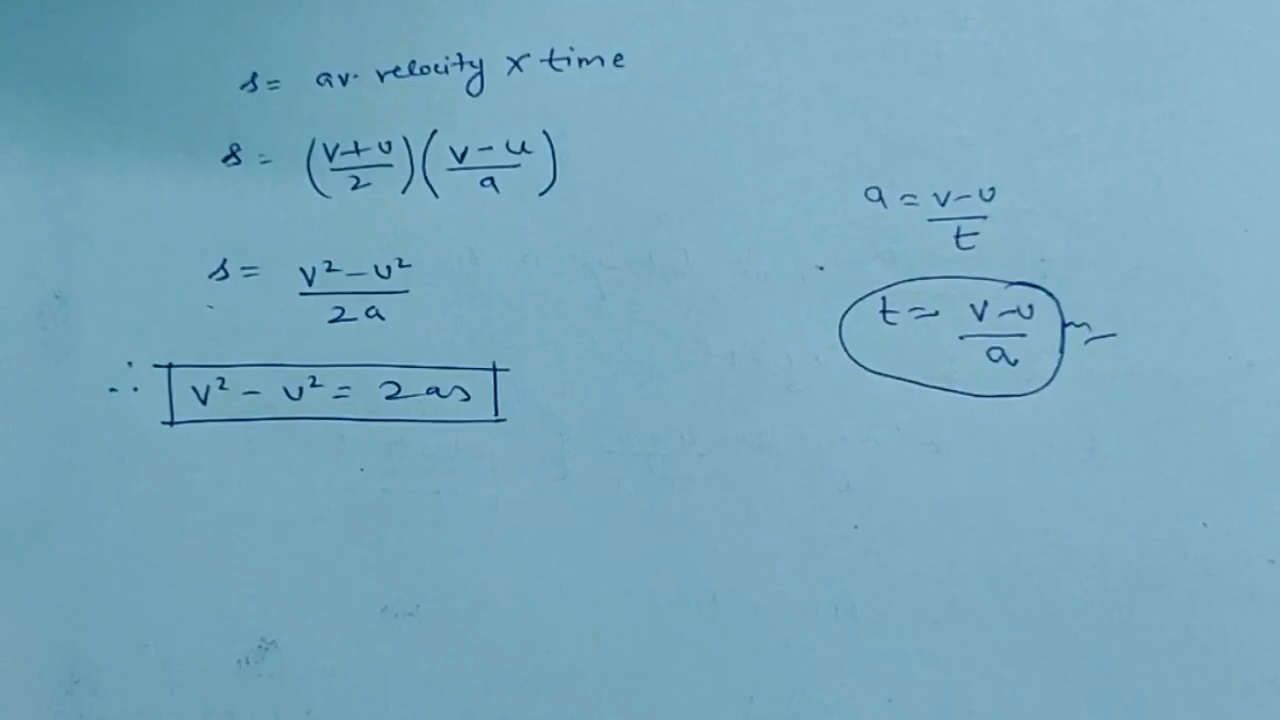 s = av. velocity × time
s = (v+u/2)(v-u/a)
s = v²-u²/2a
∴ v² - u² = 2as
a = v-u/t
t = v-u/a